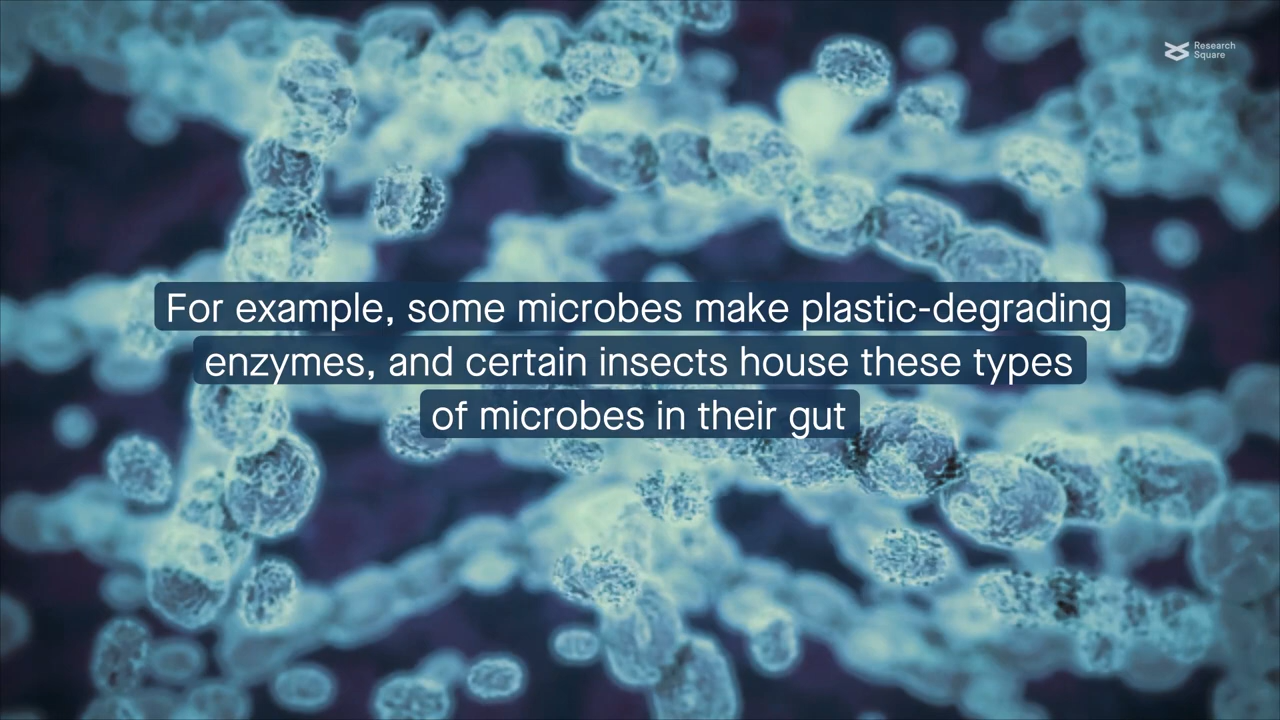 Research
Square
For example, some microbes make plastic-degrading
enzymes, and certain insects house these types
of microbes in their gut